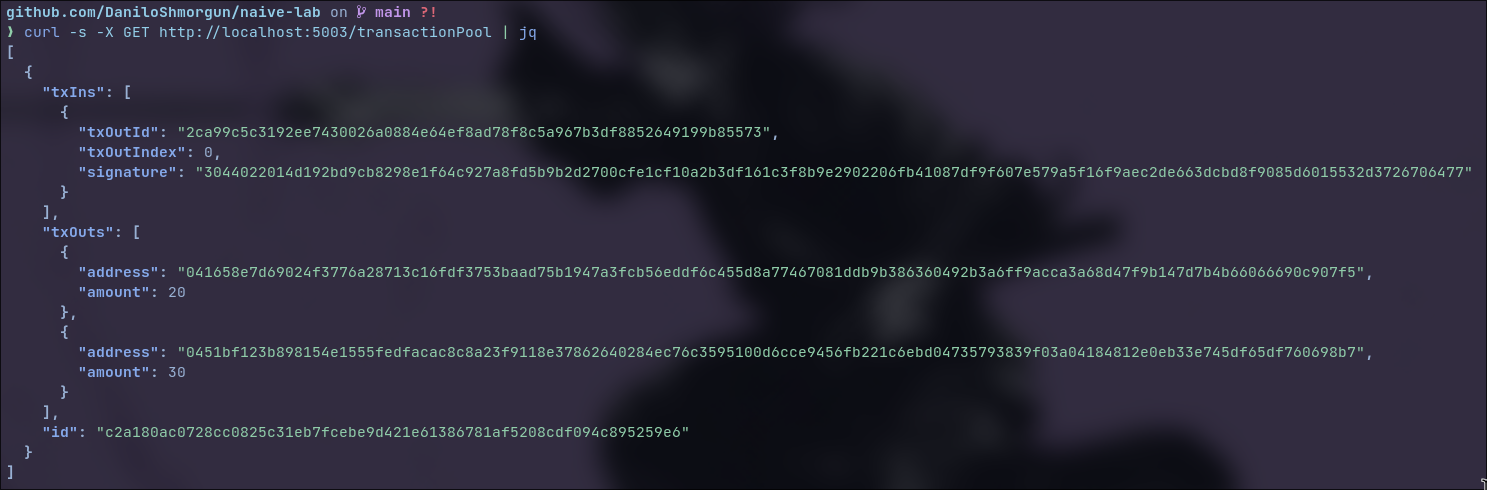 github.com/DaniloShmorgun/naive-lab on  main ?!
❯ curl -s -X GET http://localhost:5003/transactionPool | jq
[
  {
    "txIns": [
      {
        "txOutId": "2ca99c5c3192ee7430026a0884e64ef8ad78f8c5a967b3df8852649199b85573",
        "txOutIndex": 0,
        "signature": "3044022014d192bd9cb8298e1f64c927a8fd5b9b2d2700cfe1cf10a2b3df161c3f8b9e2902206fb41087df9f607e579a5f16f9aec2de663dcbd8f9085d6015532d3726706477"
      }
    ],
    "txOuts": [
      {
        "address": "041658e7d69024f3776a28713c16fdf3753baad75b1947a3fcb56eddf6c455d8a77467081ddb9b386360492b3a6ff9acca3a68d47f9b147d7b4b66066690c907f5",
        "amount": 20
      },
      {
        "address": "0451bf123b898154e1555fedfacac8c8a23f9118e37862640284ec76c3595100d6cce9456fb221c6ebd04735793839f03a04184812e0eb33e745df65df760698b7",
        "amount": 30
      }
    ],
    "id": "c2a180ac0728cc0825c31eb7fcebe9d421e61386781af5208cdf094c895259e6"
  }
]